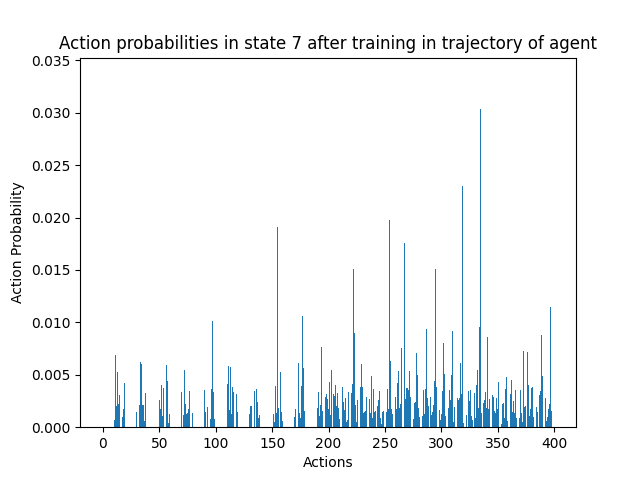 Action probabilities in state 7 after training in trajectory of agent
0.035
0.030
0.025
0.020
0.015
0.010
0.005
0.000
Action Probability
0 50 100 150 200 250 300 350 400
Actions